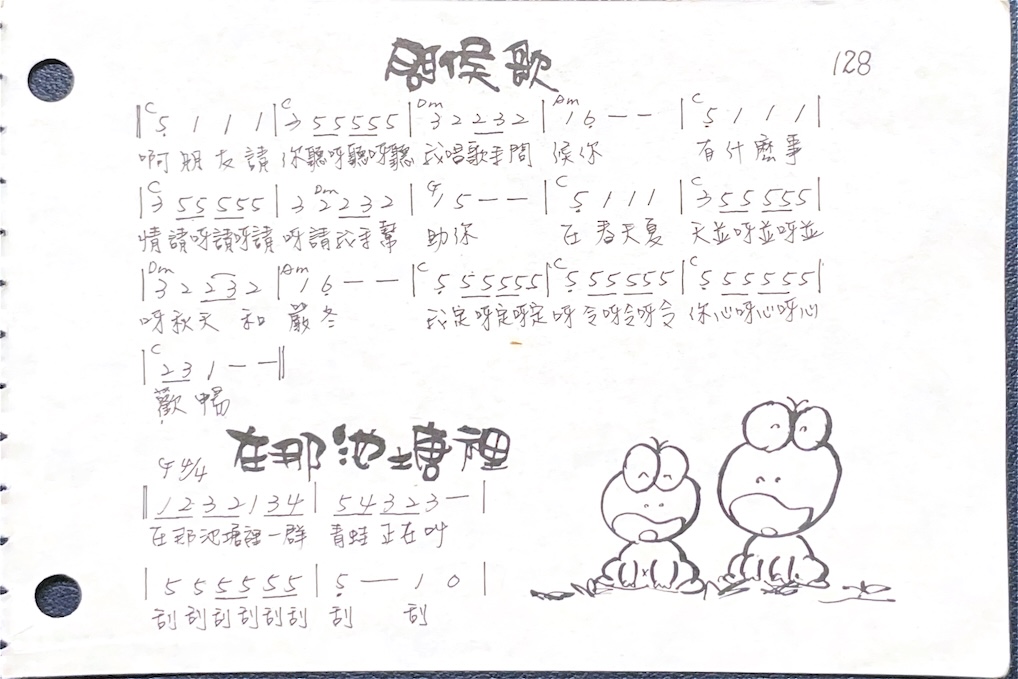 問候歌
128
‖ C 5̣ 1 1 1 | C 3 5 5 5 5 5 | Dm 3 2 2 3 2 | Am 1 6̣ - - | C 5̣ 1 1 1 |
啊朋友請 你聽呀聽呀聽 我唱歌來問 候你 有什麼事
| C 3 5 5 5 5 5 | 3 Dm 2 2 3 2 | G 1 5 - - | C 5̣ 1 1 1 | C 3 5 5 5 5 5 |
情請呀請呀請 呀請我來幫 助你 在春天夏 天並呀並呀並
| Dm 3 2 2 3 2 | Am 1 6̣ - - | C 5̣ 5 5 5 5 5 | C 5̣ 5 5 5 5 5 | C 5̣ 5 5 5 5 5 |
呀秋天 和 嚴冬 我定呀定呀定 呀令呀令呀令 你心呀心呀心
| C 2 3 1 - - ‖
歡暢
在那池塘裡
G 4/4
‖ 1 2 3 2 1 3 4 | 5 4 3 2 3 - |
在那池塘裡一群 青蛙正在叫
| 5 5 5 5 5 5 | 5̣ - 1 0 |
刮刮刮刮刮刮 刮 刮